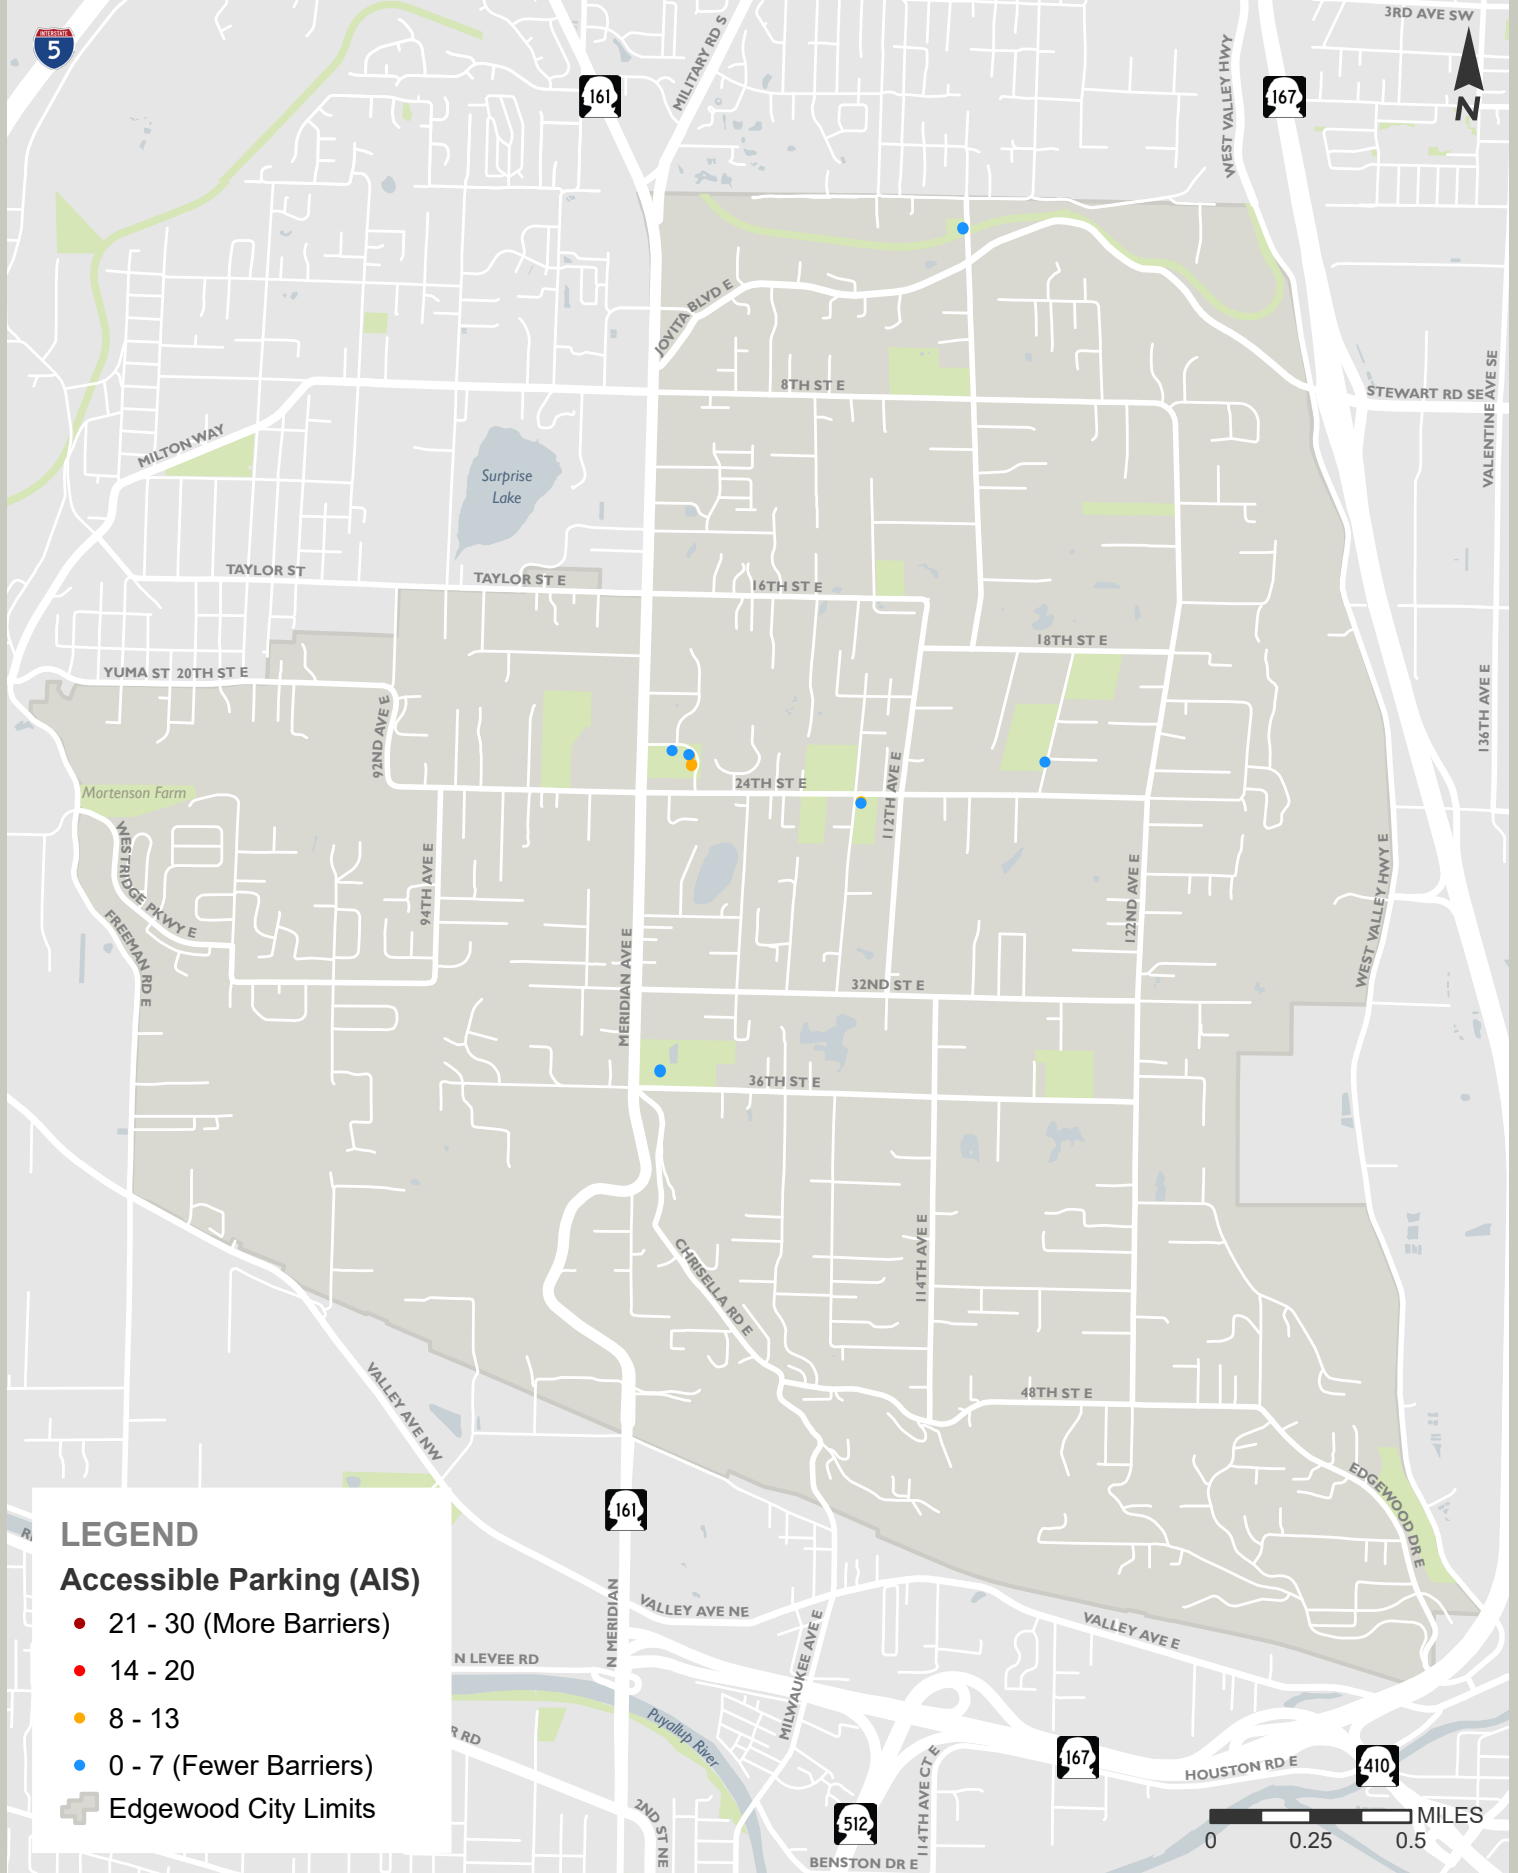 3RD AVE SW
INTERSTATE
5
MILITARY RD S
WEST VALLEY HWY
161
167
N
JOVITA BLVD E
8TH ST E
STEWART RD SE
VALENTINE AVE SE
MILTON WAY
Surprise
Lake
TAYLOR ST
TAYLOR ST E
16TH ST E
18TH ST E
YUMA ST
20TH ST E
92ND AVE E
136TH AVE E
24TH ST E
112TH AVE E
Mortenson Farm
WESTRIDGE PKWY E
94TH AVE E
122ND AVE E
WEST VALLEY HWY E
FREEMAN RD E
MERIDIAN AVE E
32ND ST E
36TH ST E
CHRISELLA RD E
114TH AVE E
VALLEY AVE NW
48TH ST E
EDGEWOOD DR E
161
LEGEND
Accessible Parking (AIS)
21 - 30 (More Barriers)
14 - 20
8 - 13
0 - 7 (Fewer Barriers)
Edgewood City Limits
N MERIDIAN
VALLEY AVE NE
MILWAUKEE AVE E
VALLEY AVE E
N LEVEE RD
R RD
Puyallup River
2ND ST NE
167
HOUSTON RD E
410
114TH AVE CT E
512
BENSTON DR E
MILES
0
0.25
0.5